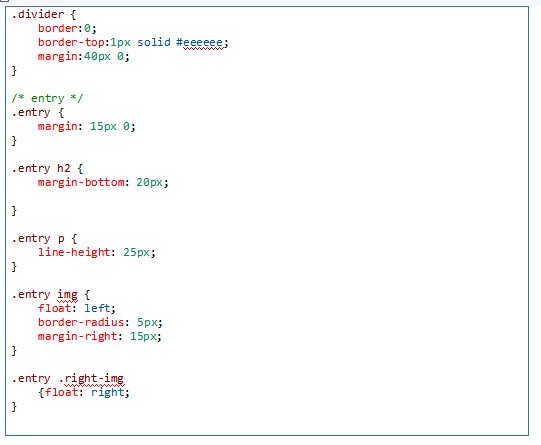 .divider {
    border:0;
    border-top:1px solid #eeeeee;
    margin:40px 0;
}

/* entry */
.entry {
    margin: 15px 0;
}

.entry h2 {
    margin-bottom: 20px;

}

.entry p {
    line-height: 25px;
}

.entry img {
    float: left;
    border-radius: 5px;
    margin-right: 15px;
}

.entry .right-img
    {float: right;
}